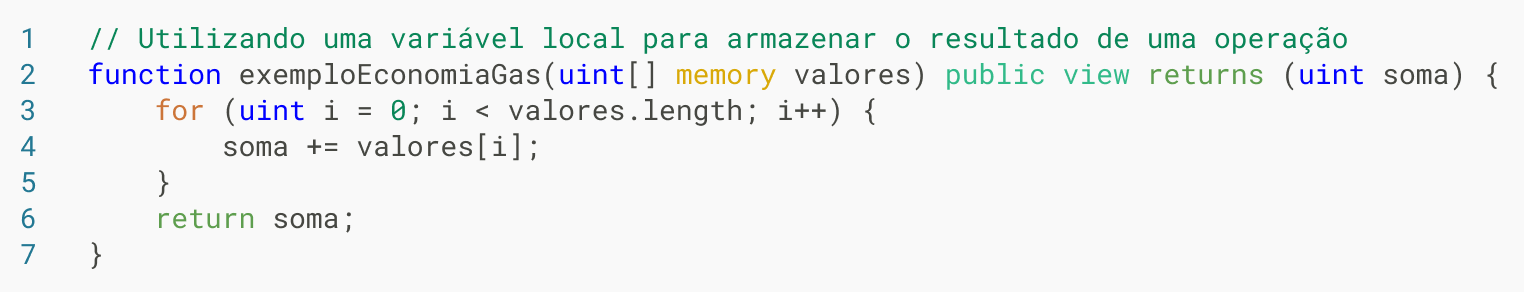 1 // Utilizando uma variável local para armazenar o resultado de uma operação
2 function exemploEconomiaGas(uint[] memory valores) public view returns (uint soma) {
3     for (uint i = 0; i < valores.length; i++) {
4         soma += valores[i];
5     }
6     return soma;
7 }